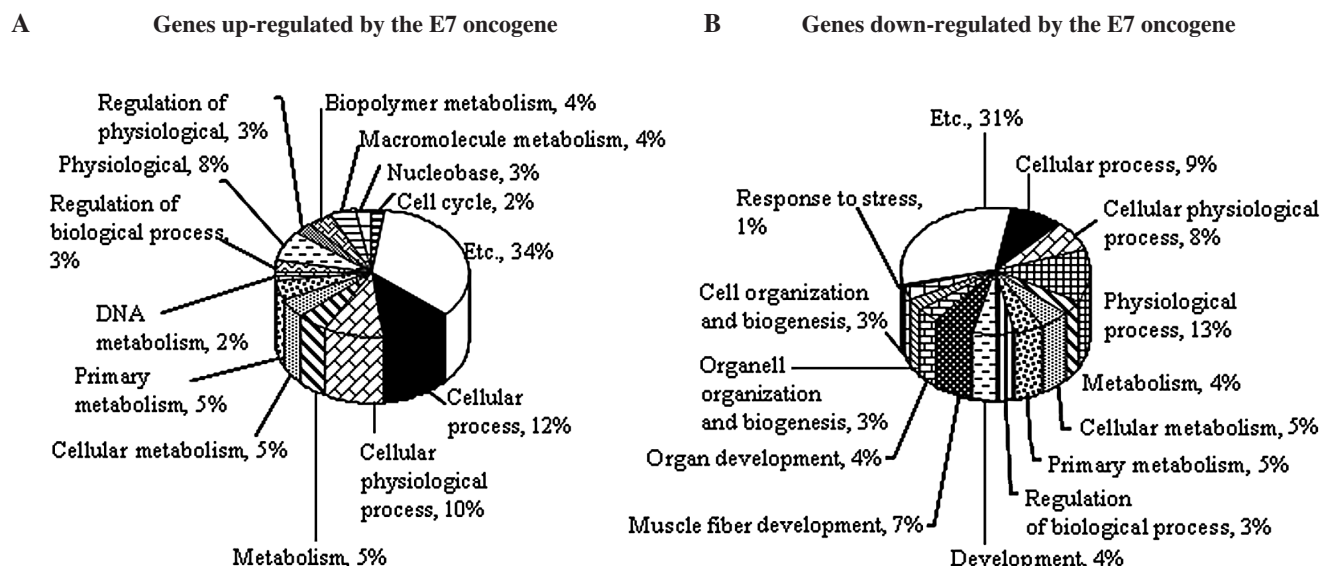 A
Genes up-regulated by the E7 oncogene
Regulation of
physiological, 3%
Biopolymer metabolism, 4%
Macromolecule metabolism, 4%
Physiological, 8%
Nucleobase, 3%
Cell cycle, 2%
Regulation of
biological process,
3%
Etc., 34%
DNA
metabolism, 2%
Primary
metabolism, 5%
Cellular
process, 12%
Cellular metabolism, 5%
Cellular
physiological
process, 10%
Metabolism, 5%
B
Genes down-regulated by the E7 oncogene
Etc., 31%
Cellular process, 9%
Response to stress,
1%
Cellular physiological
process, 8%
Cell organization
and biogenesis, 3%
Physiological
process, 13%
Organell
organization
and biogenesis, 3%
Metabolism, 4%
Cellular metabolism, 5%
Organ development, 4%
Primary metabolism, 5%
Muscle fiber development, 7%
Regulation
of biological process, 3%
Development, 4%